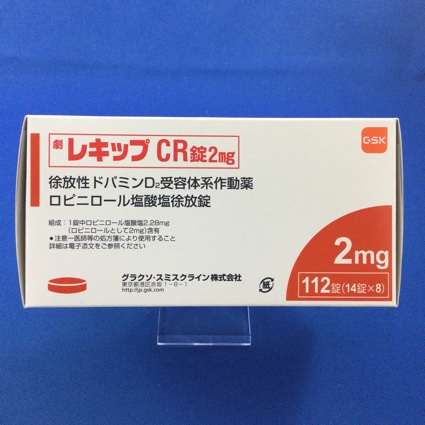 劇 レキップ CR錠2mg
GSK
徐放性ドパミンD₂受容体系作動薬
ロピニロール塩酸塩徐放錠
組成：1錠中ロピニロール塩酸塩2.28mg
（ロピニロールとして2mg）含有
●注意－医師等の処方箋により使用すること
詳細は電子添文をご参照ください
2mg
112錠（14錠×8）
グラクソ・スミスクライン株式会社
東京都港区赤坂1-8-1
http://jp.gsk.com
紙